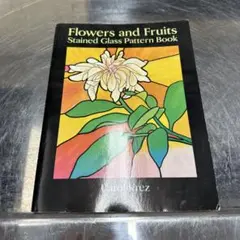 Flowers and Fruits
Stained Glass Pattern Book